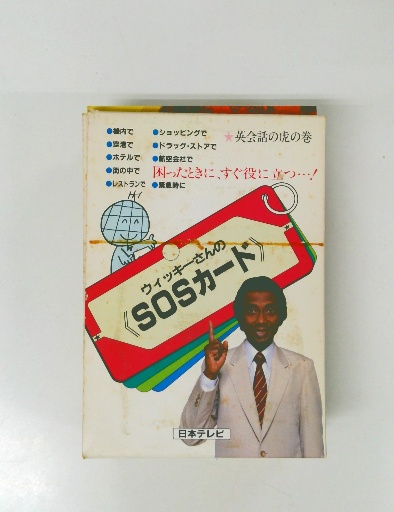 ●機内で
●空港で
●ホテルで
●街の中で
●レストランで
●ショッピングで
●ドラッグ・ストアで
●航空会社で
●緊急時に
★英会話の虎の巻
困ったときに、すぐ役に立つ…!
Hi
ウィッキーさんの
《SOSカード》
日本テレビ